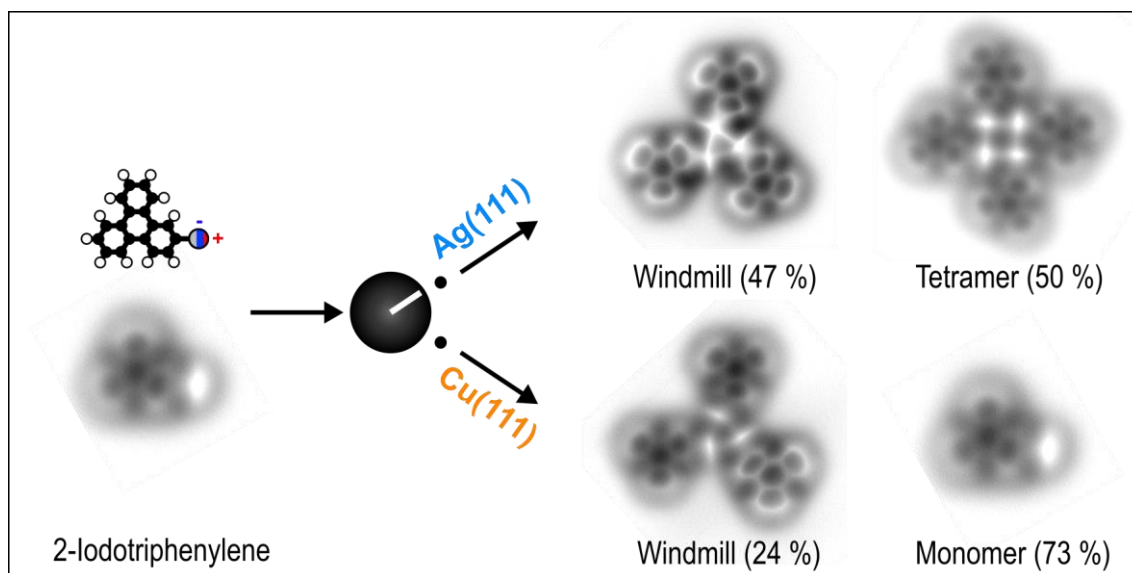 -
+
Ag(111)
Windmill (47 %)
Tetramer (50 %)
Cu(111)
2-Iodotriphenylene
Windmill (24 %)
Monomer (73 %)